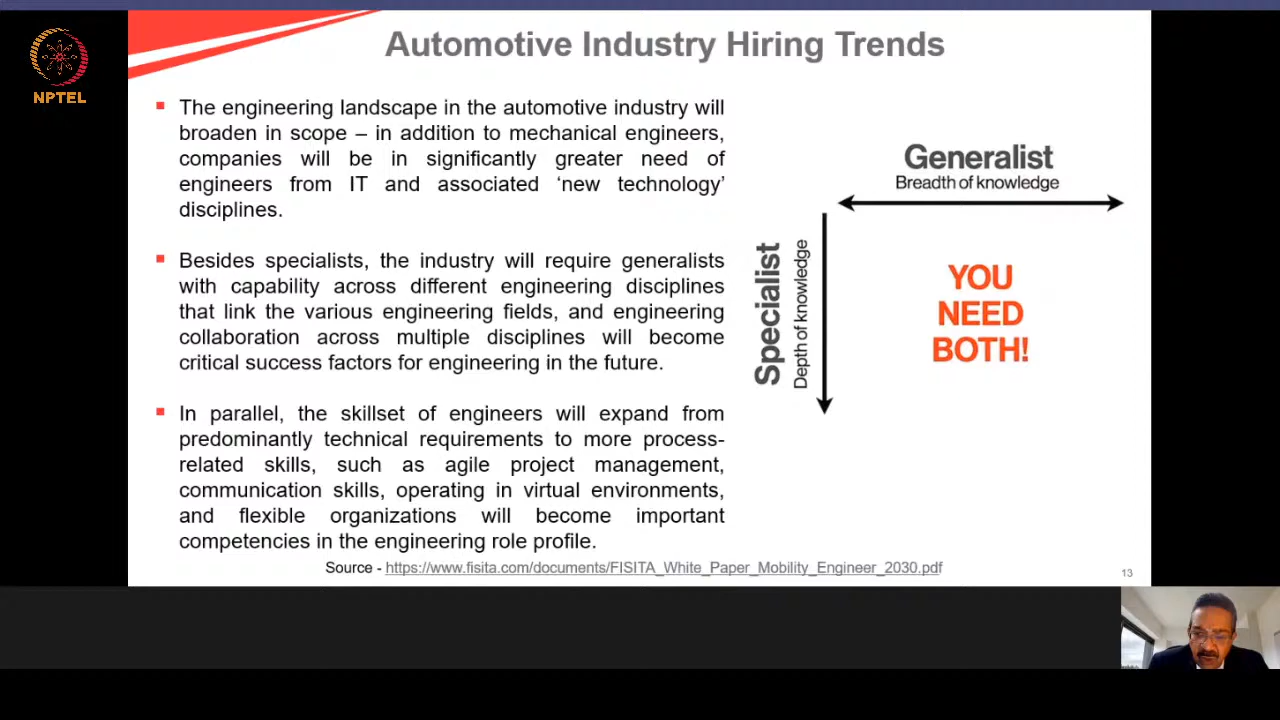 NPTEL
Automotive Industry Hiring Trends
The engineering landscape in the automotive industry will
broaden in scope – in addition to mechanical engineers,
companies will be in significantly greater need of
engineers from IT and associated ‘new technology’
disciplines.
Besides specialists, the industry will require generalists
with capability across different engineering disciplines
that link the various engineering fields, and engineering
collaboration across multiple disciplines will become
critical success factors for engineering in the future.
In parallel, the skillset of engineers will expand from
predominantly technical requirements to more process-
related skills, such as agile project management,
communication skills, operating in virtual environments,
and flexible organizations will become important
competencies in the engineering role profile.
Generalist
Breadth of knowledge
Specialist
Depth of knowledge
YOU
NEED
BOTH!
Source - https://www.fisita.com/documents/FISITA_White_Paper_Mobility_Engineer_2030.pdf
13